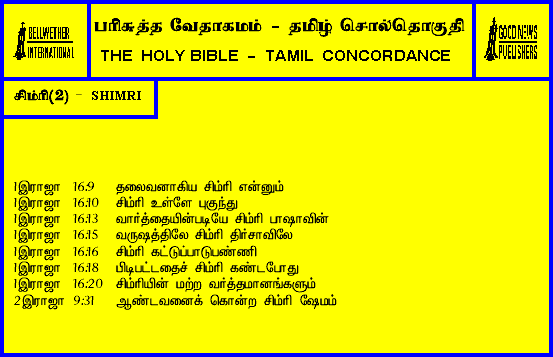 BELLWETHER INTERNATIONAL
பரிசுத்த வேதாகமம் - தமிழ் சொல்தொகுதி
THE HOLY BIBLE - TAMIL CONCORDANCE
GOOD NEWS PUBLISHERS
சிம்ரி(2) - SHIMRI
1இராஜா 16:9 தலைவனாகிய சிம்ரி என்னும்
1இராஜா 16:10 சிம்ரி உள்ளே புகுந்து
1இராஜா 16:13 வார்த்தையின்படியே சிம்ரி பாஷாவின்
1இராஜா 16:15 வருஷத்திலே சிம்ரி திர்சாவிலே
1இராஜா 16:16 சிம்ரி கட்டுப்பாடுபண்ணி
1இராஜா 16:18 பிடிபட்டதைச் சிம்ரி கண்டபோது
1இராஜா 16:20 சிம்ரியின் மற்ற வர்த்தமானங்களும்
2இராஜா 9:31 ஆண்டவனைக் கொன்ற சிம்ரி ஷேமம்